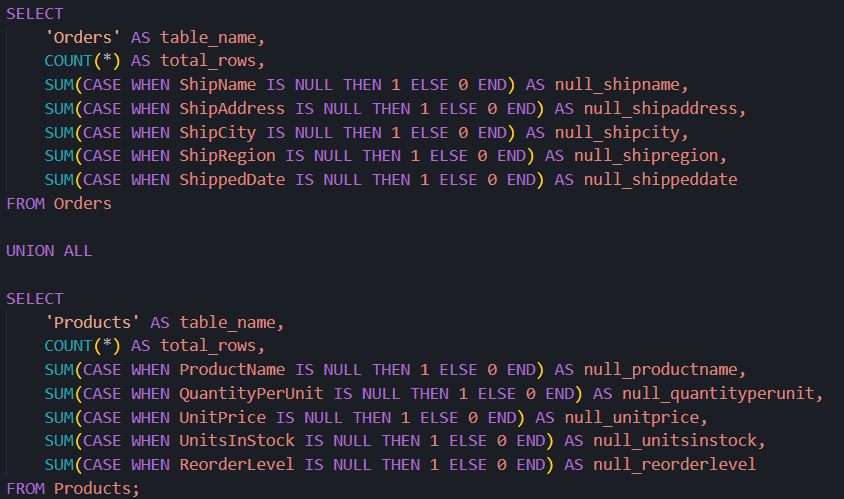 SELECT
'Orders' AS table_name,
COUNT(*) AS total_rows,
SUM(CASE WHEN ShipName IS NULL THEN 1 ELSE 0 END) AS null_shipname,
SUM(CASE WHEN ShipAddress IS NULL THEN 1 ELSE 0 END) AS null_shipaddress,
SUM(CASE WHEN ShipCity IS NULL THEN 1 ELSE 0 END) AS null_shipcity,
SUM(CASE WHEN ShipRegion IS NULL THEN 1 ELSE 0 END) AS null_shipregion,
SUM(CASE WHEN ShippedDate IS NULL THEN 1 ELSE 0 END) AS null_shippeddate
FROM Orders
UNION ALL
SELECT
'Products' AS table_name,
COUNT(*) AS total_rows,
SUM(CASE WHEN ProductName IS NULL THEN 1 ELSE 0 END) AS null_productname,
SUM(CASE WHEN QuantityPerUnit IS NULL THEN 1 ELSE 0 END) AS null_quantityperunit,
SUM(CASE WHEN UnitPrice IS NULL THEN 1 ELSE 0 END) AS null_unitprice,
SUM(CASE WHEN UnitsInStock IS NULL THEN 1 ELSE 0 END) AS null_unitsinstock,
SUM(CASE WHEN ReorderLevel IS NULL THEN 1 ELSE 0 END) AS null_reorderlevel
FROM Products;